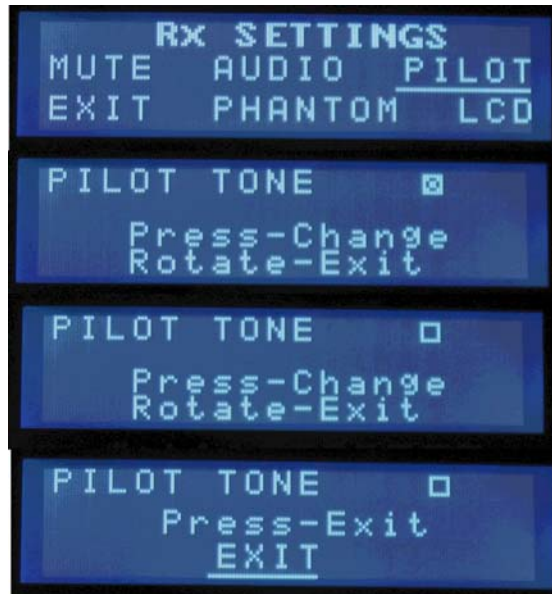 Rx SETTINGS
MUTE AUDIO PILOT
EXIT PHANTOM LCD
PILOT TONE
Press-Change
Rotate-Exit
PILOT TONE
Press-Change
Rotate-Exit
PILOT TONE
Press-Exit
EXIT